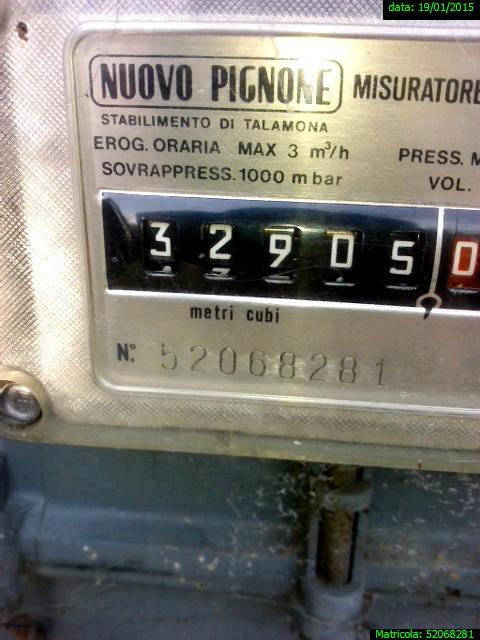 data: 19/01/2015
NUOVO PIGNONE MISURATORE
STABILIMENTO DI TALAMONA
EROG. ORARIA MAX 3 m³/h
SOVRAPPRESS. 1000 m bar
PRESS. M
VOL.
32905 0
metri cubi
N° 52068281
Matricola: 52068281